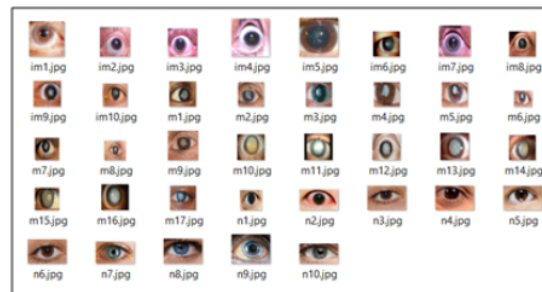 im1.jpg im2.jpg im3.jpg im4.jpg im5.jpg im6.jpg im7.jpg im8.jpg
im9.jpg im10.jpg m1.jpg m2.jpg m3.jpg m4.jpg m5.jpg m6.jpg
m7.jpg m8.jpg m9.jpg m10.jpg m11.jpg m12.jpg m13.jpg m14.jpg
m15.jpg m16.jpg m17.jpg n1.jpg n2.jpg n3.jpg n4.jpg n5.jpg
n6.jpg n7.jpg n8.jpg n9.jpg n10.jpg